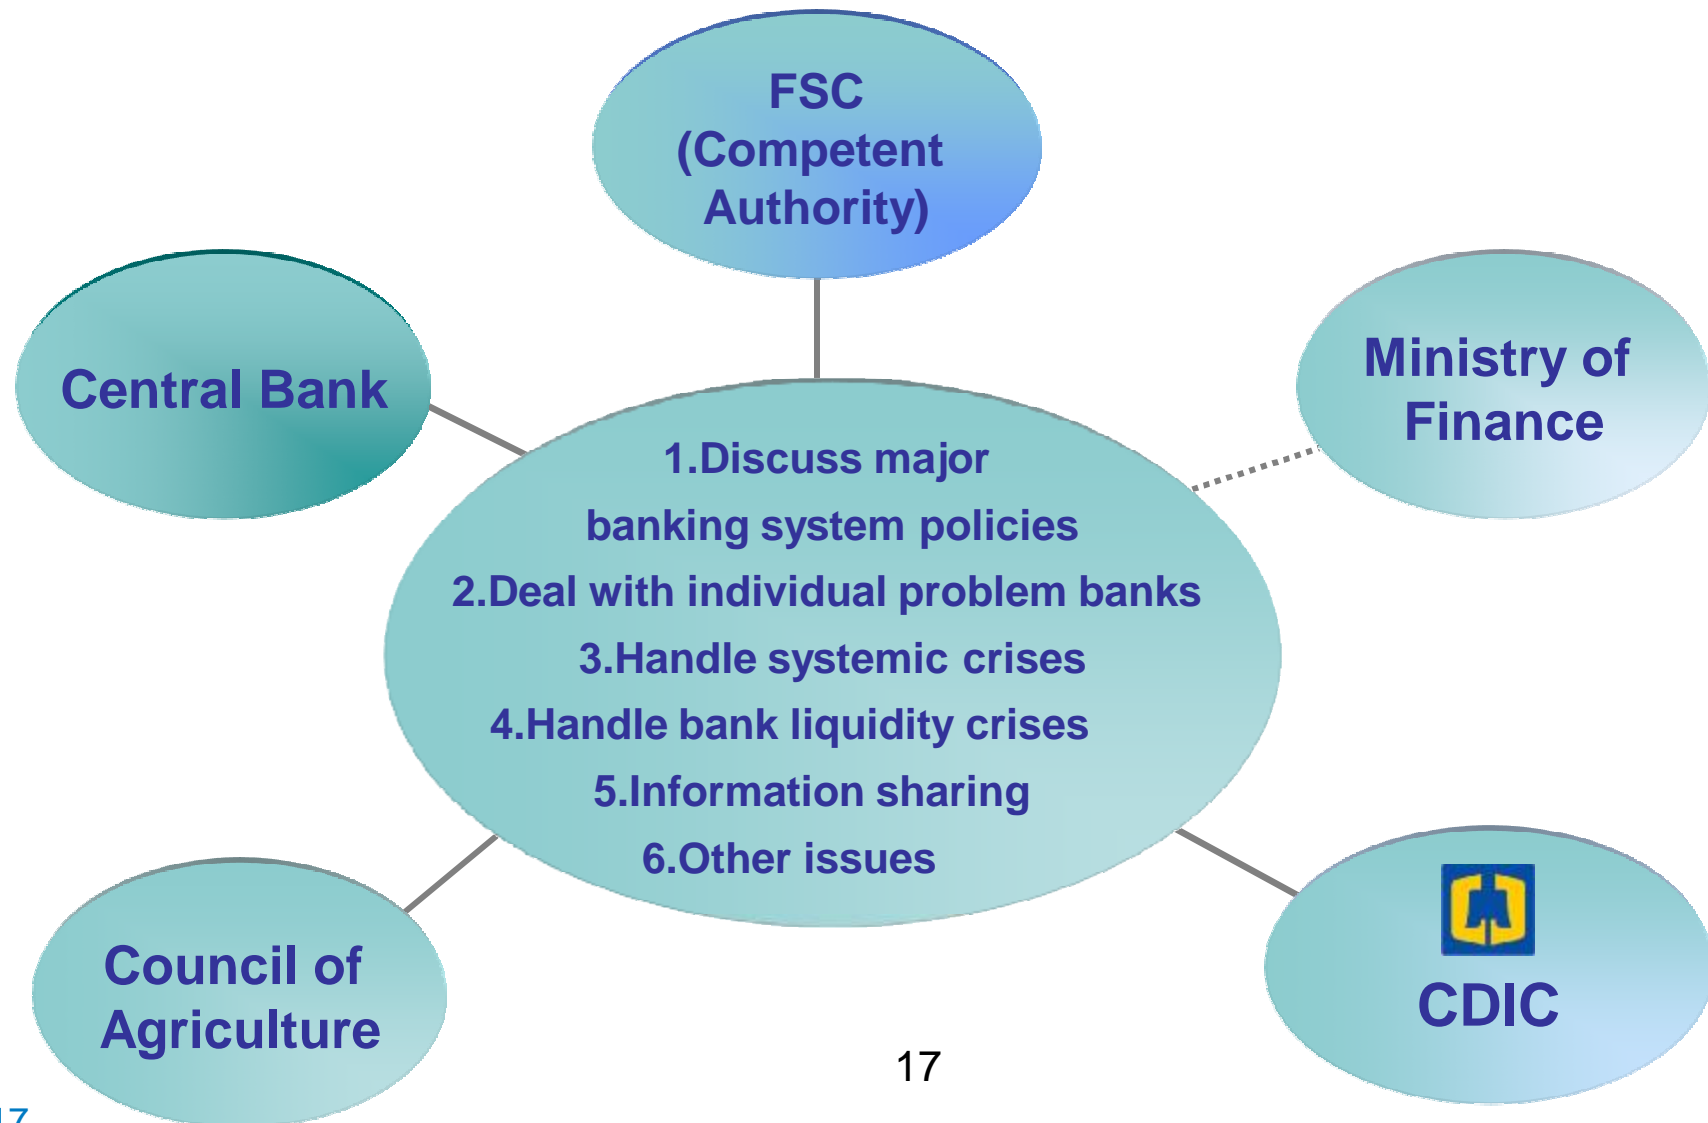 FSC
(Competent
Authority)
Central Bank
Ministry of
Finance
1.Discuss major
banking system policies
2.Deal with individual problem banks
3.Handle systemic crises
4.Handle bank liquidity crises
5.Information sharing
6.Other issues
Council of
Agriculture
CDIC
17
17